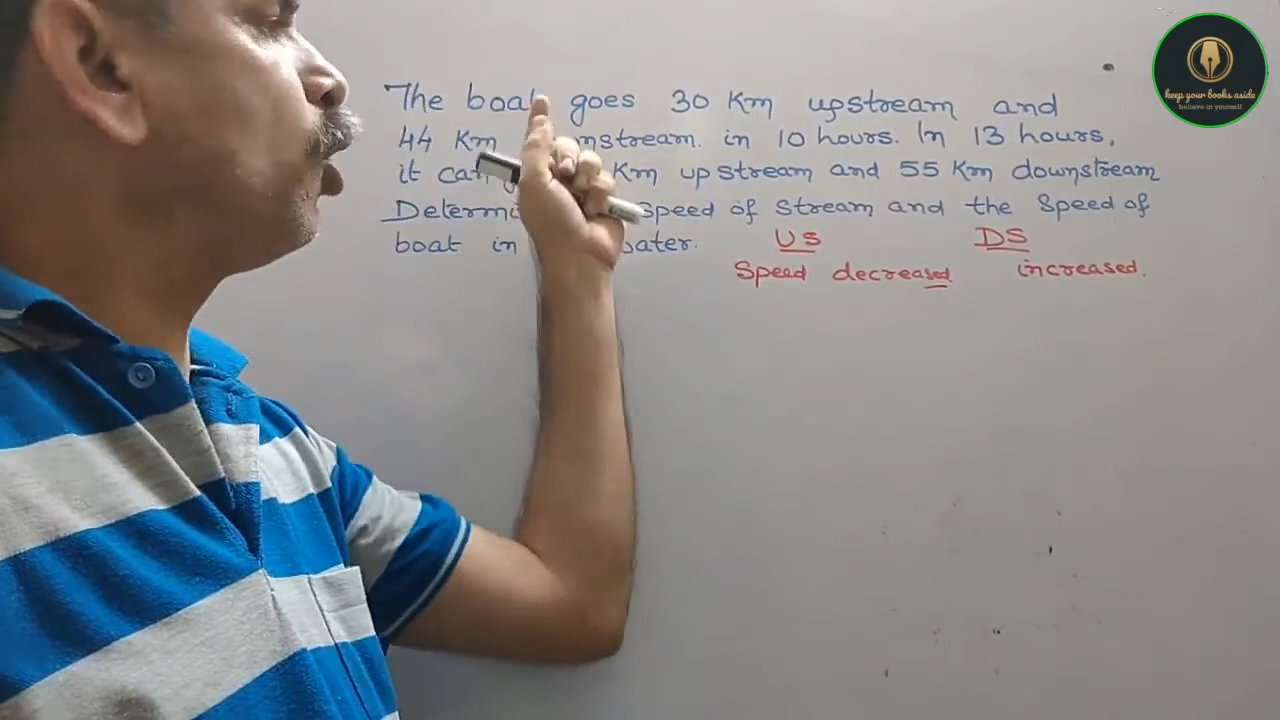 The boat goes 30 Km upstream and
44 Km nstream. in 10 hours. In 13 hours,
it can Km upstream and 55 Km downstream
Determi speed of stream and the speed of
boat in water.
US DS
Speed decreased increased.
keep your books aside
believe in yourself